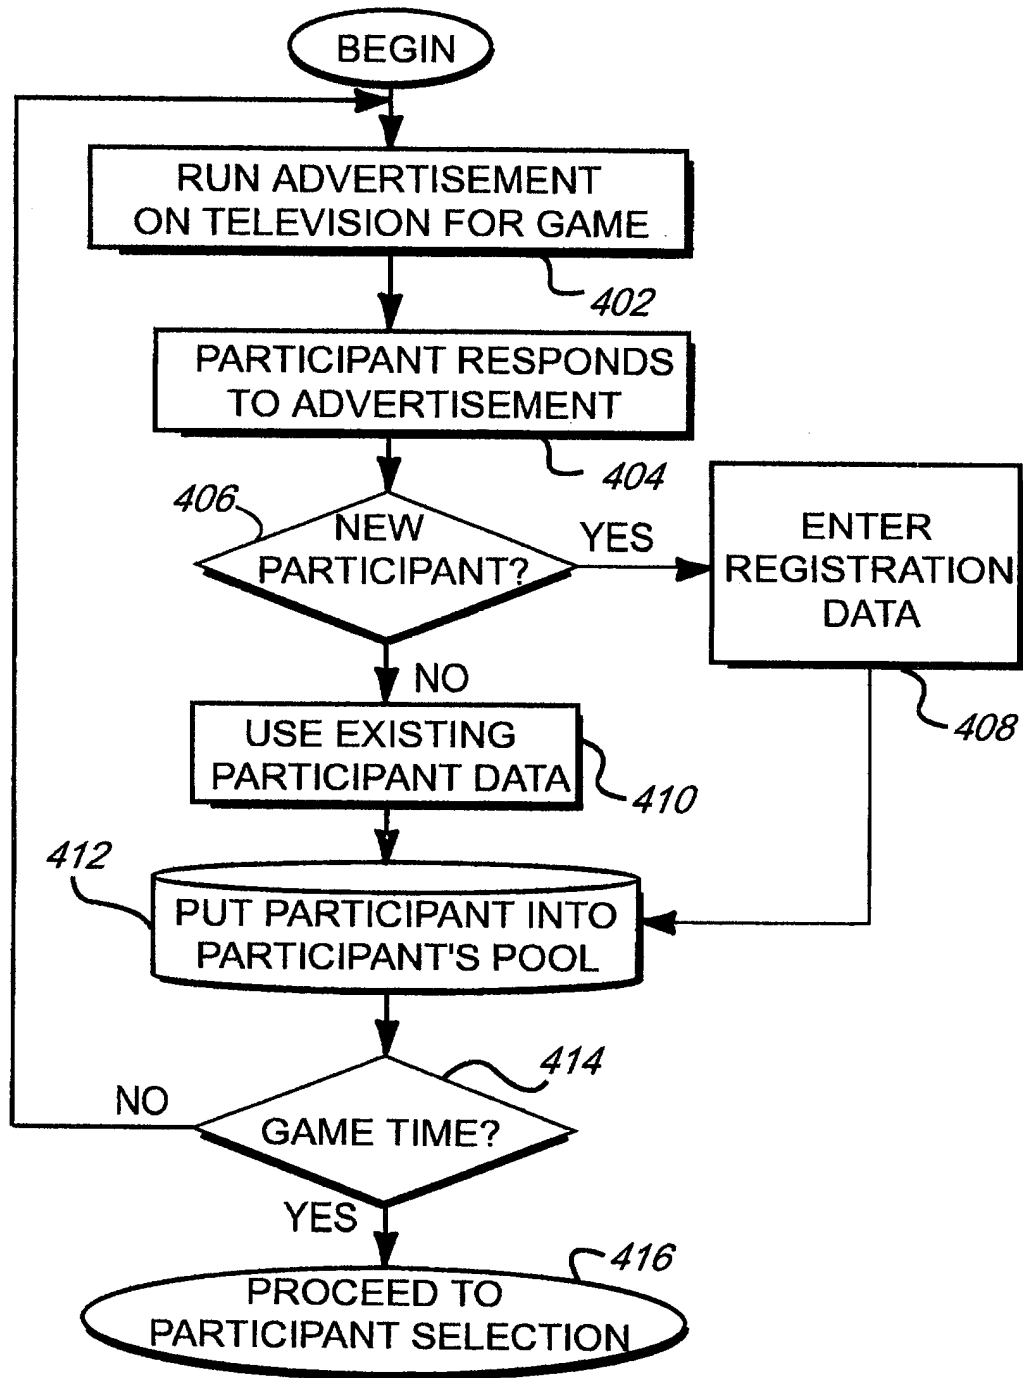 BEGIN
RUN ADVERTISEMENT
ON TELEVISION FOR GAME
402
PARTICIPANT RESPONDS
TO ADVERTISEMENT
404
406
NEW
PARTICIPANT?
YES
ENTER
REGISTRATION
DATA
408
NO
USE EXISTING
PARTICIPANT DATA
410
412
PUT PARTICIPANT INTO
PARTICIPANT'S POOL
414
NO
GAME TIME?
YES
416
PROCEED TO
PARTICIPANT SELECTION